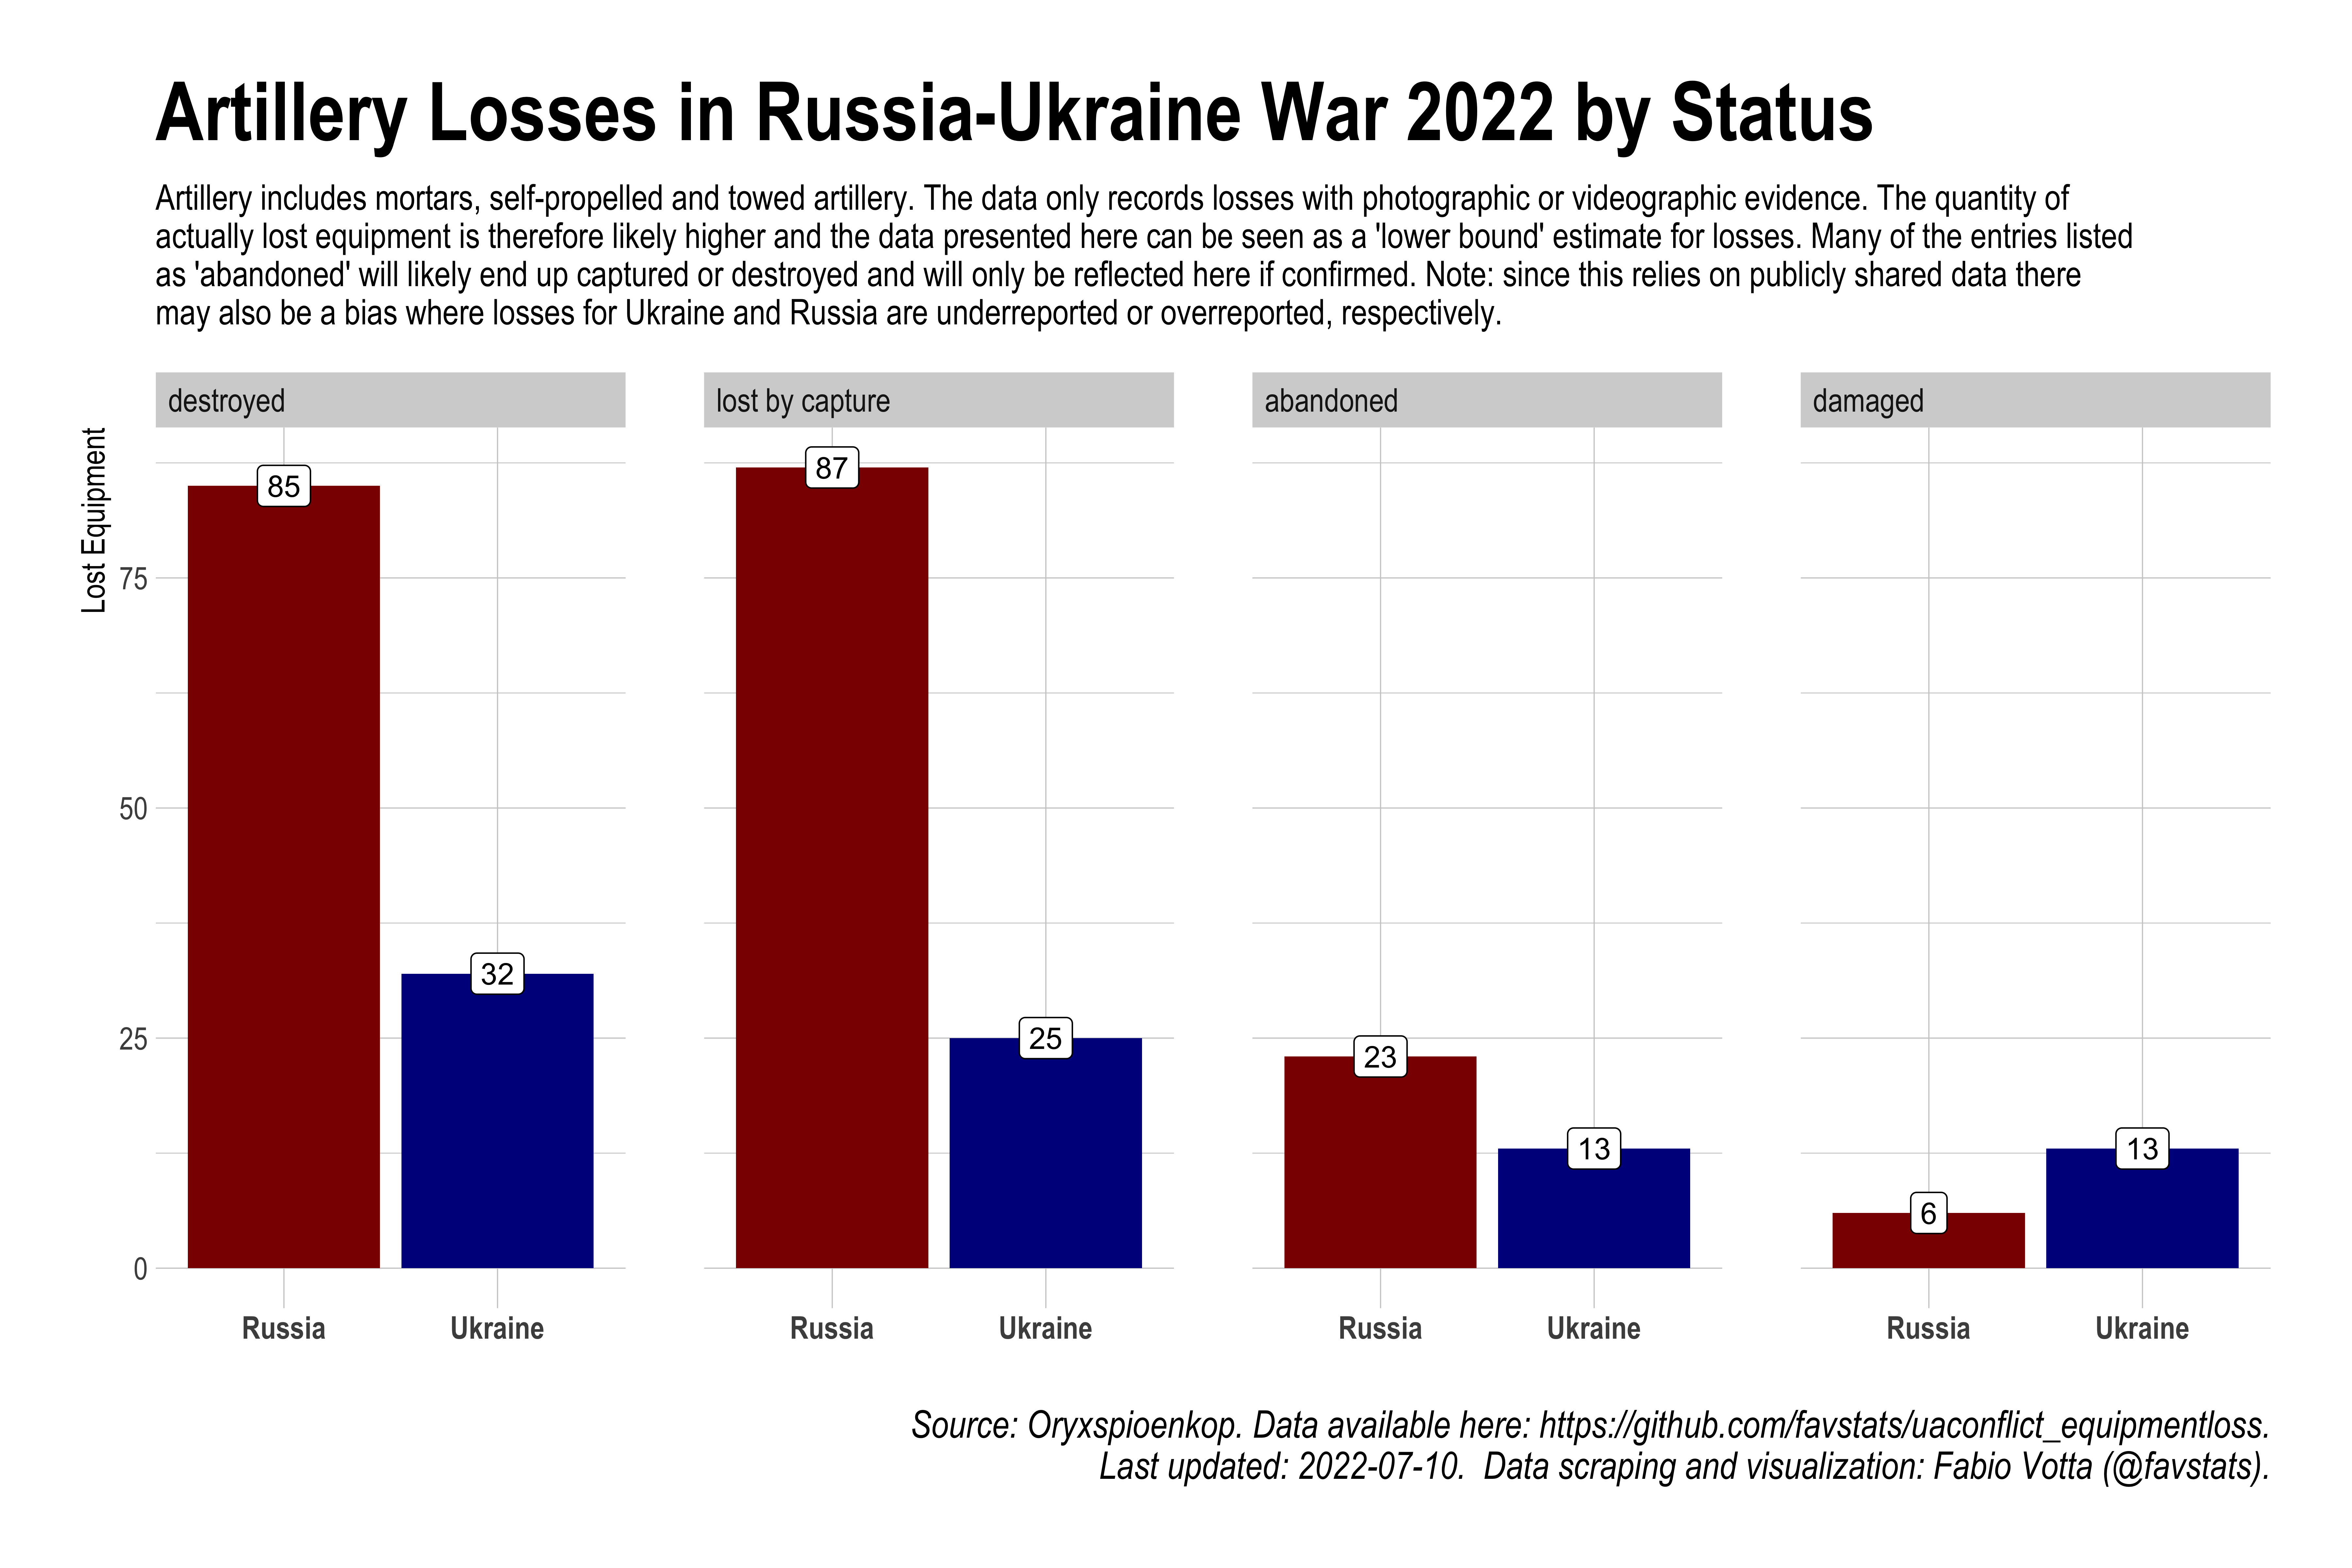 Artillery Losses in Russia-Ukraine War 2022 by Status
Artillery includes mortars, self-propelled and towed artillery. The data only records losses with photographic or videographic evidence. The quantity of
actually lost equipment is therefore likely higher and the data presented here can be seen as a 'lower bound' estimate for losses. Many of the entries listed
as 'abandoned' will likely end up captured or destroyed and will only be reflected here if confirmed. Note: since this relies on publicly shared data there
may also be a bias where losses for Ukraine and Russia are underreported or overreported, respectively.
Lost Equipment
75
50
25
0
destroyed
85
32
Russia
Ukraine
lost by capture
87
25
Russia
Ukraine
abandoned
23
13
Russia
Ukraine
damaged
6
13
Russia
Ukraine
Source: Oryxspioenkop. Data available here: https://github.com/favstats/uaconflict_equipmentloss.
Last updated: 2022-07-10.  Data scraping and visualization: Fabio Votta (@favstats).